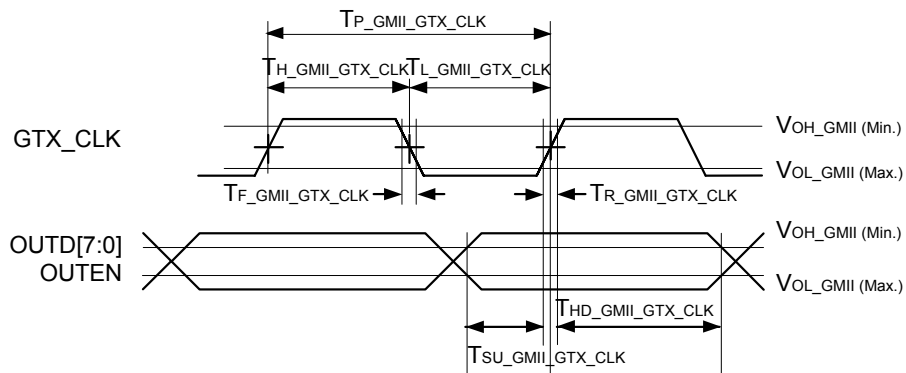 TP_GMII_GTX_CLK
TH_GMII_GTX_CLK TL_GMII_GTX_CLK
GTX_CLK
VOH_GMII (Min.)
VOL_GMII (Max.)
TF_GMII_GTX_CLK TR_GMII_GTX_CLK
OUTD[7:0]
OUTEN
VOH_GMII (Min.)
VOL_GMII (Max.)
THD_GMII_GTX_CLK
TSU_GMII_GTX_CLK